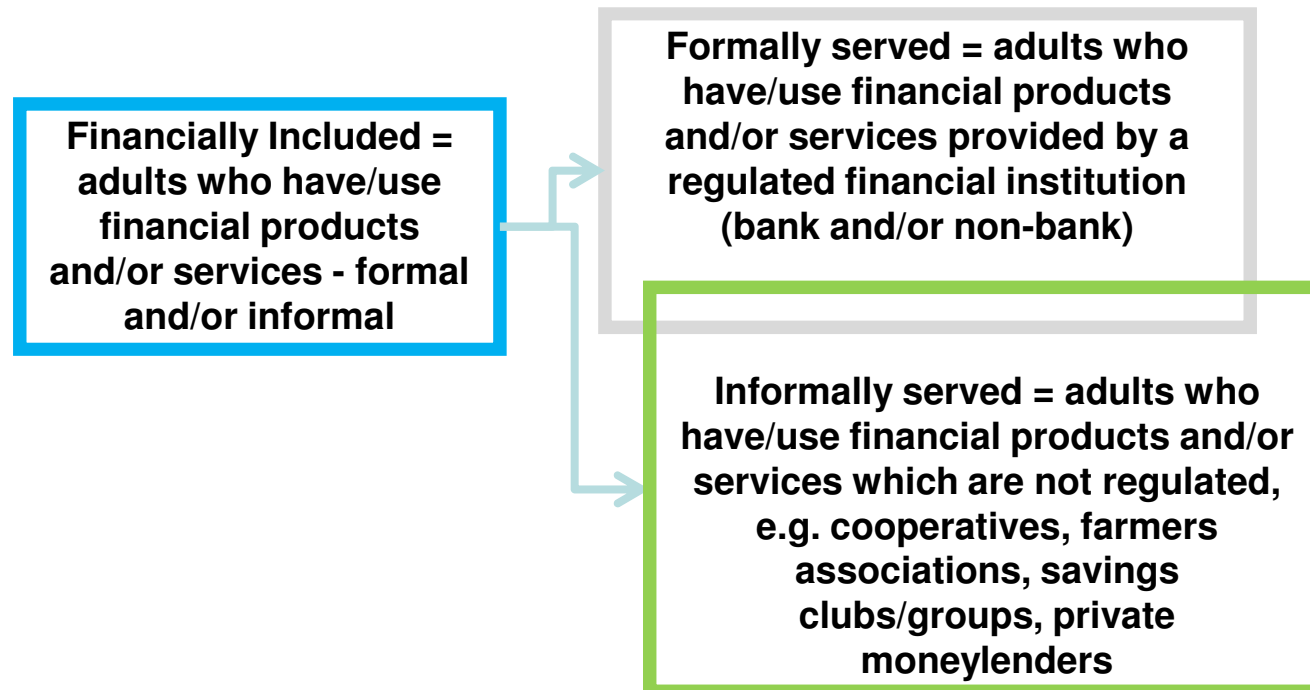 Financially Included =
adults who have/use
financial products
and/or services - formal
and/or informal
Formally served = adults who
have/use financial products
and/or services provided by a
regulated financial institution
(bank and/or non-bank)
Informally served = adults who
have/use financial products and/or
services which are not regulated,
e.g. cooperatives, farmers
associations, savings
clubs/groups, private
moneylenders